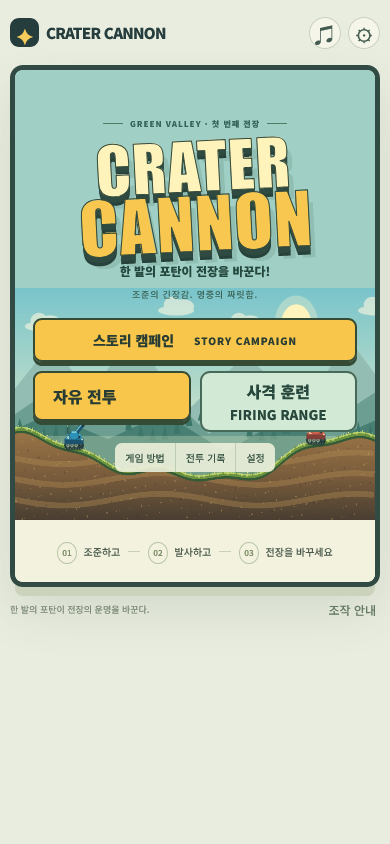 CRATER CANNON
GREEN VALLEY · 첫 번째 전장
CRATER
CANNON
한 발의 포탄이 전장을 바꾼다!
조준의 긴장감, 명중의 짜릿함.
스토리 캠페인 STORY CAMPAIGN
자유 전투
사격 훈련
FIRING RANGE
게임 방법 전투 기록 설정
01 조준하고 02 발사하고 03 전장을 바꾸세요
한 발의 포탄이 전장의 운명을 바꾼다. 조작 안내